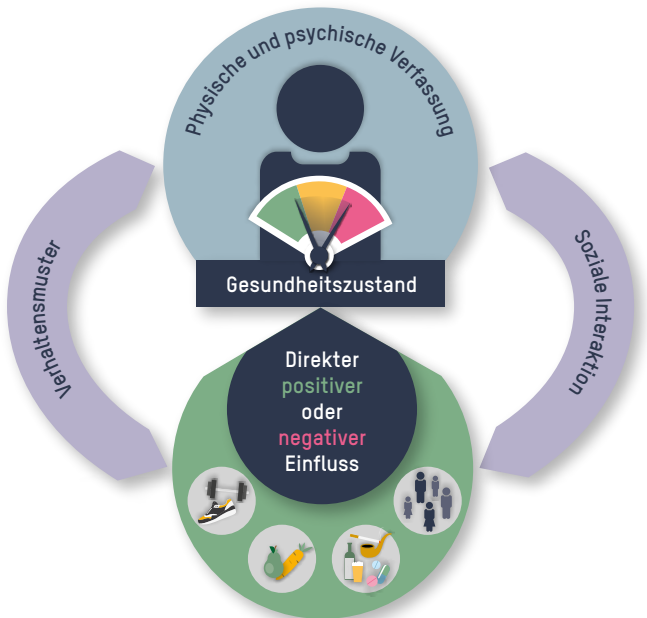 Physische und psychische Verfassung
Verhaltensmuster
Soziale Interaktion
Gesundheitszustand
Direkter
positiver
oder
negativer
Einfluss